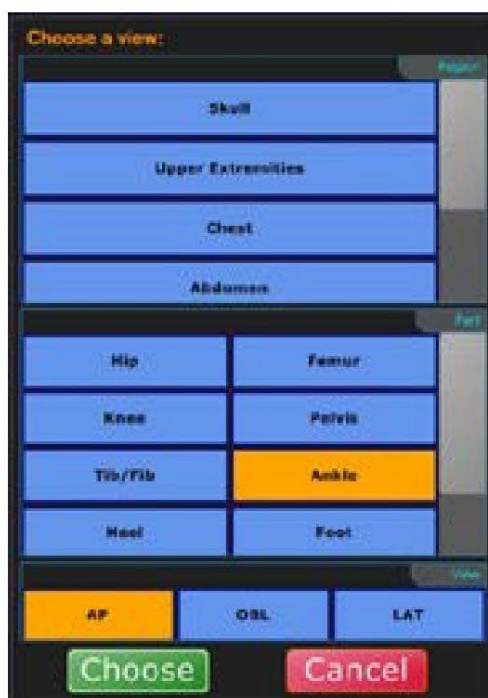 Choose a view:
Region
Skull
Upper Extremities
Chest
Abdomen
Part
Hip Femur
Knee Pelvis
Tib/Fib Ankle
Heel Foot
View
AP OBL LAT
Choose Cancel